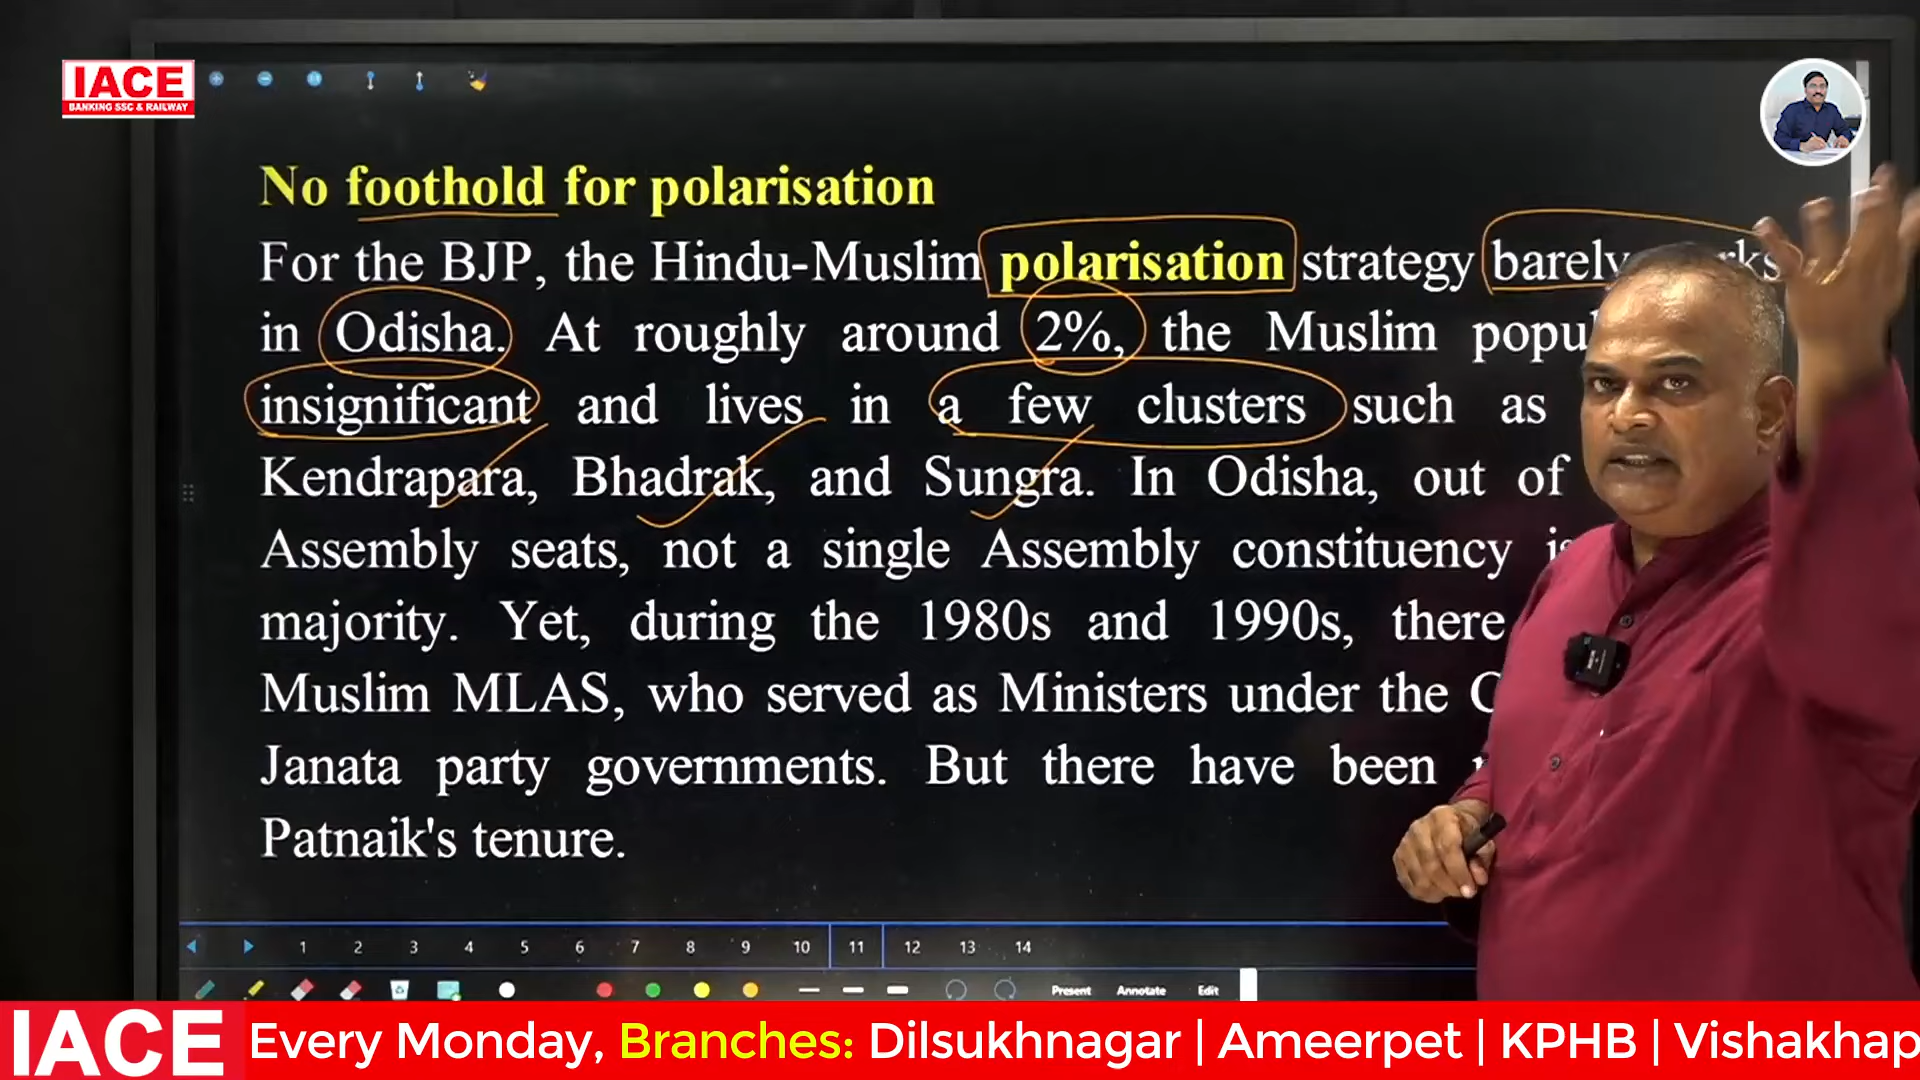 IACE
BANKING SSC & RAILWAY
No foothold for polarisation
For the BJP, the Hindu-Muslim polarisation strategy barely
in Odisha. At roughly around 2%, the Muslim
insignificant and lives in a few clusters such as
Kendrapara, Bhadrak, and Sungra. In Odisha, out of
Assembly seats, not a single Assembly constituency
majority. Yet, during the 1980s and 1990s, there
Muslim MLAS, who served as Ministers under the
Janata party governments. But there have been
Patnaik's tenure.
1 2 3 4 5 6 7 8 9 10 11 12 13 14
Present Annotate Edit
IACE Every Monday, Branches: Dilsukhnagar | Ameerpet | KPHB | Vishakhap